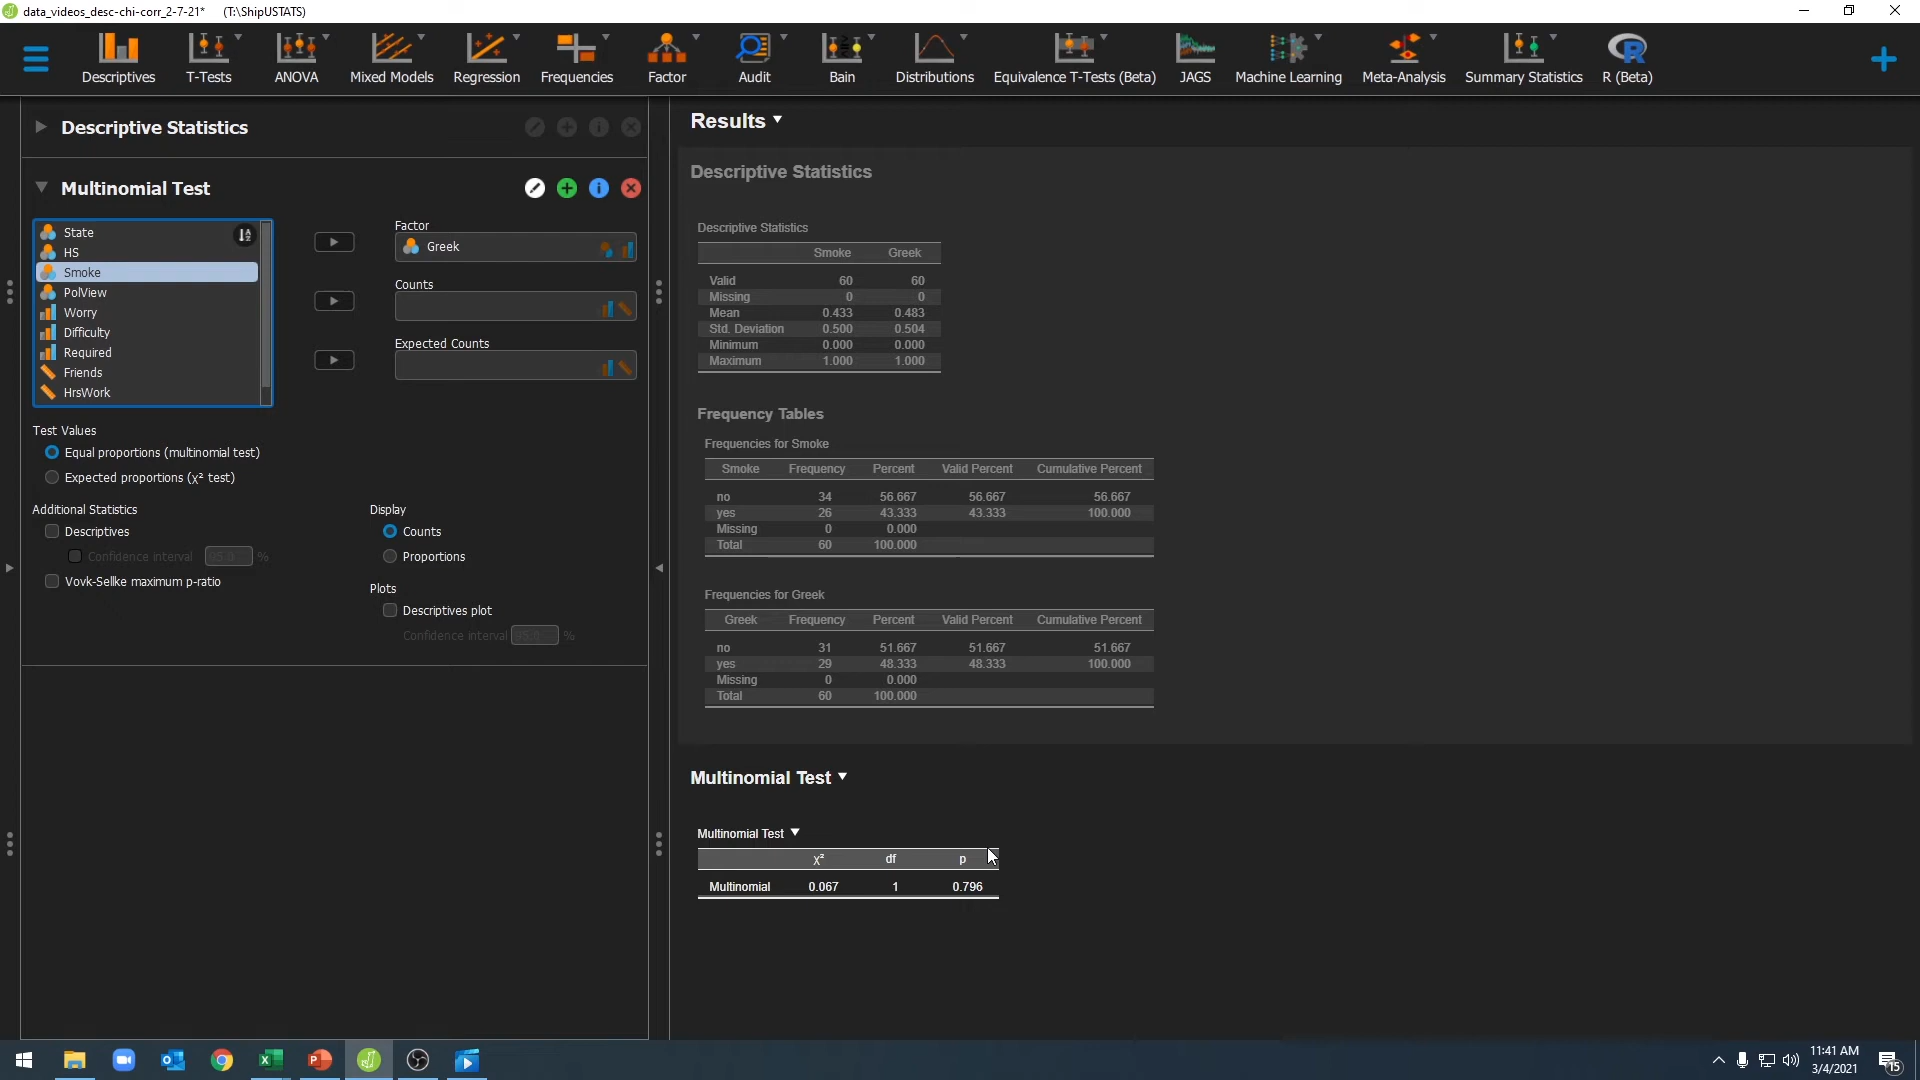 data_videos_desc-chi-corr_2-7-21* (T:\ShipUSTATS)
Descriptives T-Tests ANOVA Mixed Models Regression Frequencies Factor Audit Bain Distributions Equivalence T-Tests (Beta) JAGS Machine Learning Meta-Analysis Summary Statistics R (Beta)
Descriptive Statistics
Multinomial Test
State
HS
Smoke
PolView
Worry
Difficulty
Required
Friends
HrsWork
Factor
Greek
Counts
Expected Counts
Test Values
Equal proportions (multinomial test)
Expected proportions (χ² test)
Additional Statistics
Descriptives
Confidence interval 95.0 %
Vovk-Sellke maximum p-ratio
Display
Counts
Proportions
Plots
Descriptives plot
Confidence interval 95.0 %
Results
Descriptive Statistics
Descriptive Statistics
Smoke Greek
Valid 60 60
Missing 0 0
Mean 0.433 0.483
Std. Deviation 0.500 0.504
Minimum 0.000 0.000
Maximum 1.000 1.000
Frequency Tables
Frequencies for Smoke
Smoke Frequency Percent Valid Percent Cumulative Percent
no 34 56.667 56.667 56.667
yes 26 43.333 43.333 100.000
Missing 0 0.000
Total 60 100.000
Frequencies for Greek
Greek Frequency Percent Valid Percent Cumulative Percent
no 31 51.667 51.667 51.667
yes 29 48.333 48.333 100.000
Missing 0 0.000
Total 60 100.000
Multinomial Test
Multinomial Test
χ² df p
Multinomial 0.067 1 0.796
11:41 AM
3/4/2021
15